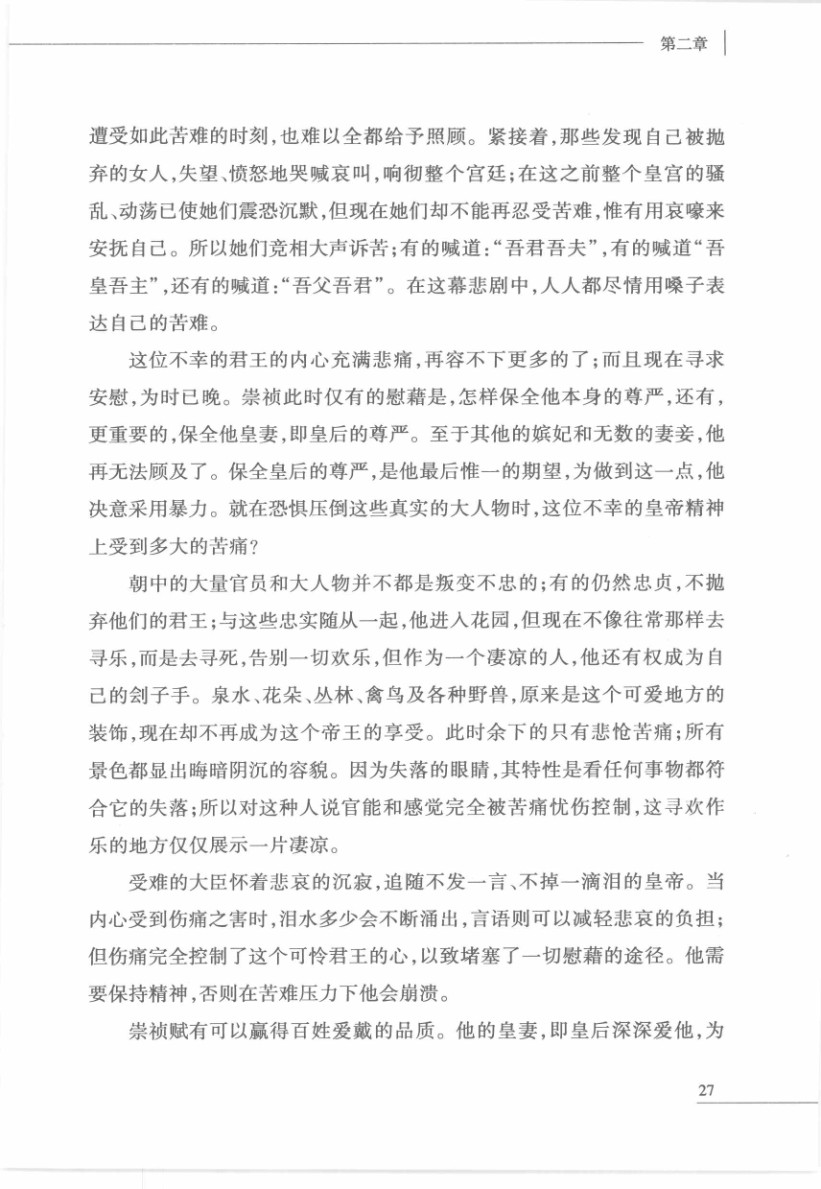 第二章
遭受如此苦难的时刻,也难以全都给予照顾。紧接着,那些发现自己被抛
弃的女人,失望、愤怒地哭喊哀叫,响彻整个宫廷;在这之前整个皇宫的骚
乱、动荡已使她们震恐沉默,但现在她们却不能再忍受苦难,惟有用哀嚎来
安抚自己。所以她们竞相大声诉苦;有的喊道:“吾君吾夫”,有的喊道“吾
皇吾主”,还有的喊道:“吾父吾君”。在这幕悲剧中,人人都尽情用嗓子表
达自己的苦难。
这位不幸的君王的内心充满悲痛,再容不下更多的了;而且现在寻求
安慰,为时已晚。崇祯此时仅有的慰藉是,怎样保全他本身的尊严,还有,
更重要的,保全他皇妻,即皇后的尊严。至于其他的嫔妃和无数的妻妾,他
再无法顾及了。保全皇后的尊严,是他最后惟一的期望,为做到这一点,他
决意采用暴力。就在恐惧压倒这些真实的大人物时,这位不幸的皇帝精神
上受到多大的苦痛?
朝中的大量官员和大人物并不都是叛变不忠的;有的仍然忠贞,不抛
弃他们的君王;与这些忠实随从一起,他进入花园,但现在不像往常那样去
寻乐,而是去寻死,告别一切欢乐,但作为一个凄凉的人,他还有权成为自
己的刽子手。泉水、花朵、丛林、禽鸟及各种野兽,原来是这个可爱地方的
装饰,现在却不再成为这个帝王的享受。此时余下的只有悲怆苦痛;所有
景色都显出晦暗阴沉的容貌。因为失落的眼睛,其特性是看任何事物都符
合它的失落;所以对这种人说官能和感觉完全被苦痛忧伤控制,这寻欢作
乐的地方仅仅展示一片凄凉。
受难的大臣怀着悲哀的沉寂,追随不发一言、不掉一滴泪的皇帝。当
内心受到伤痛之害时,泪水多少会不断涌出,言语则可以减轻悲哀的负担;
但伤痛完全控制了这个可怜君王的心,以致堵塞了一切慰藉的途径。他需
要保持精神,否则在苦难压力下他会崩溃。
崇祯赋有可以赢得百姓爱戴的品质。他的皇妻,即皇后深深爱他,为
27